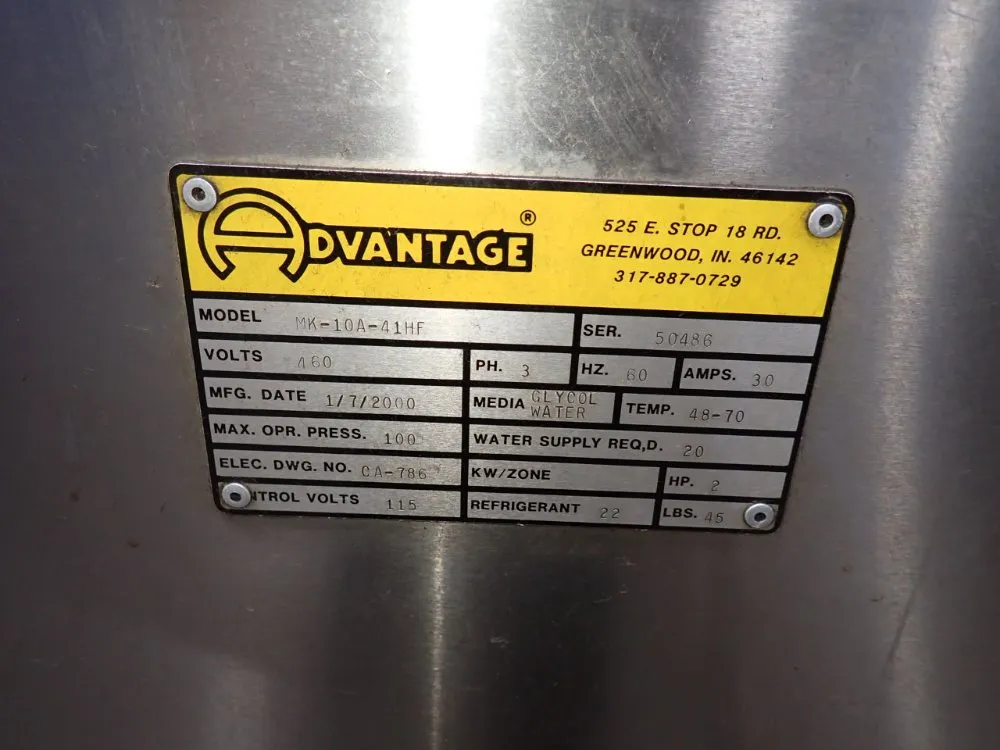 ADVANTAGE ®
525 E. STOP 18 RD.
GREENWOOD, IN. 46142
317-887-0729
MODEL MK-10A-41HF SER. 50486
VOLTS 460 PH. 3 HZ. 60 AMPS. 30
MFG. DATE 1/7/2000 MEDIA GLYCOL WATER TEMP. 48-70
MAX. OPR. PRESS. 100 WATER SUPPLY REQ,D. 20
ELEC. DWG. NO. CA-786 KW/ZONE HP. 2
NTROL VOLTS 115 REFRIGERANT 22 LBS. 45